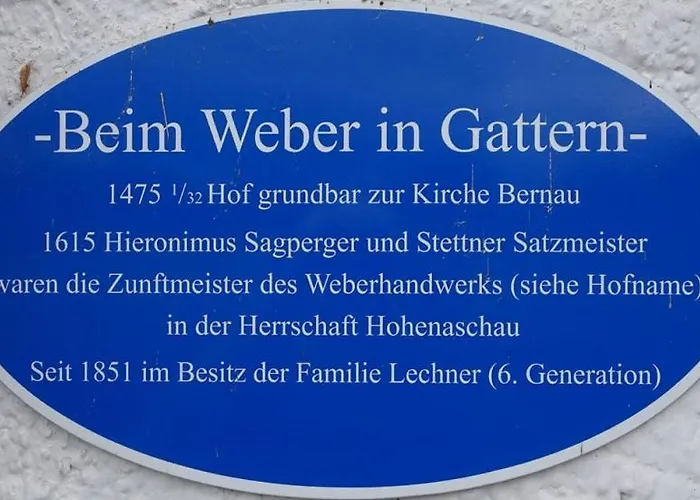 -Beim Weber in Gattern-
1475 1/32 Hof grundbar zur Kirche Bernau
1615 Hieronimus Sagperger und Stettner Satzmeister
waren die Zunftmeister des Weberhandwerks (siehe Hofname)
in der Herrschaft Hohenaschau
Seit 1851 im Besitz der Familie Lechner (6. Generation)